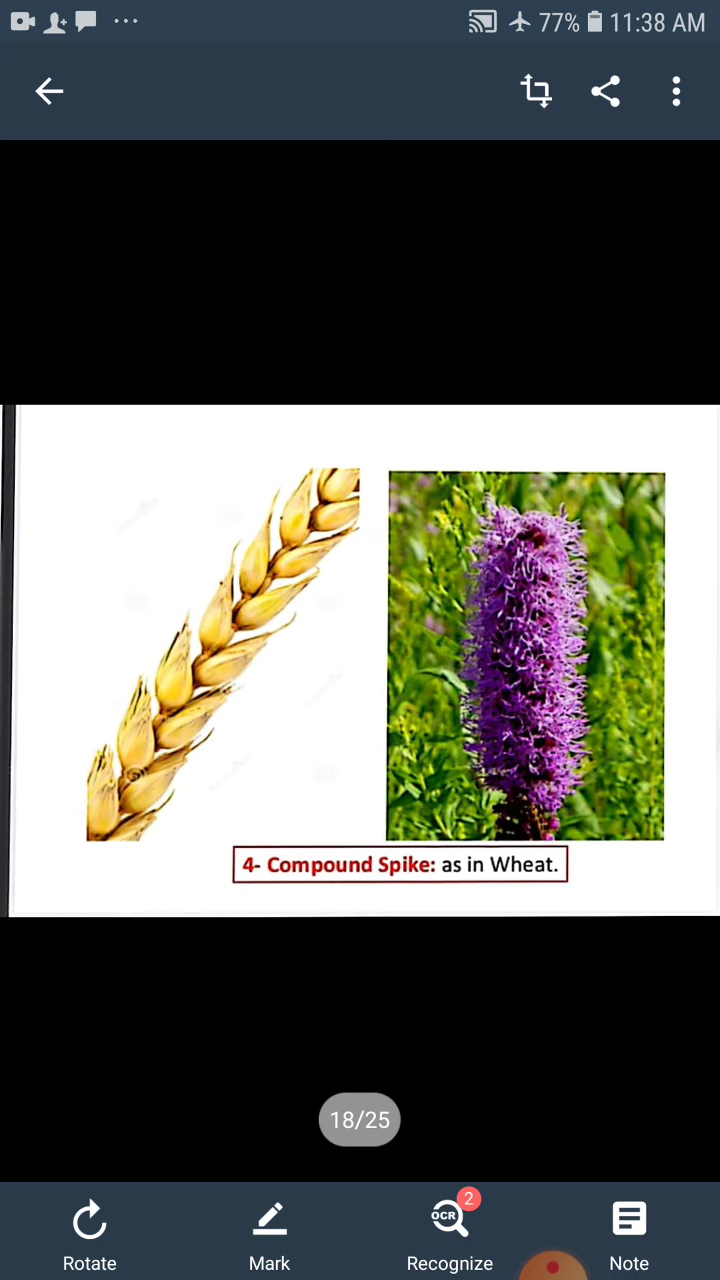 77% 11:38 AM
4- Compound Spike: as in Wheat.
18/25
OCR 2
Rotate Mark Recognize Note